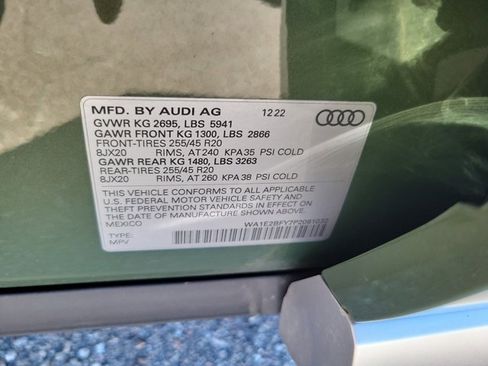 MFD. BY AUDI AG 12 22
GVWR KG 2695, LBS 5941
GAWR FRONT KG 1300, LBS 2866
FRONT-TIRES 255/45 R20
8JX20 RIMS, AT 240 KPA 35 PSI COLD
GAWR REAR KG 1480, LBS 3263
REAR-TIRES 255/45 R20
8JX20 RIMS, AT 260 KPA 38 PSI COLD
THIS VEHICLE CONFORMS TO ALL APPLICABLE
U.S. FEDERAL MOTOR VEHICLE SAFETY AND
THEFT PREVENTION STANDARDS IN EFFECT ON
THE DATE OF MANUFACTURE SHOWN ABOVE.
MEXICO
TYPE:
MPV